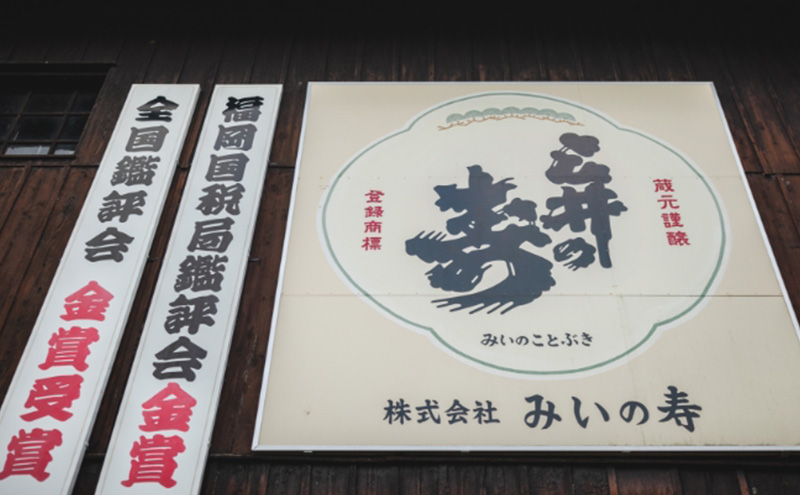 全国鑑評会 金賞受賞
福岡国税局鑑評会金賞
蔵元謹醸
三井の
寿
登録商標
みいのことぶき
株式会社 みいの寿